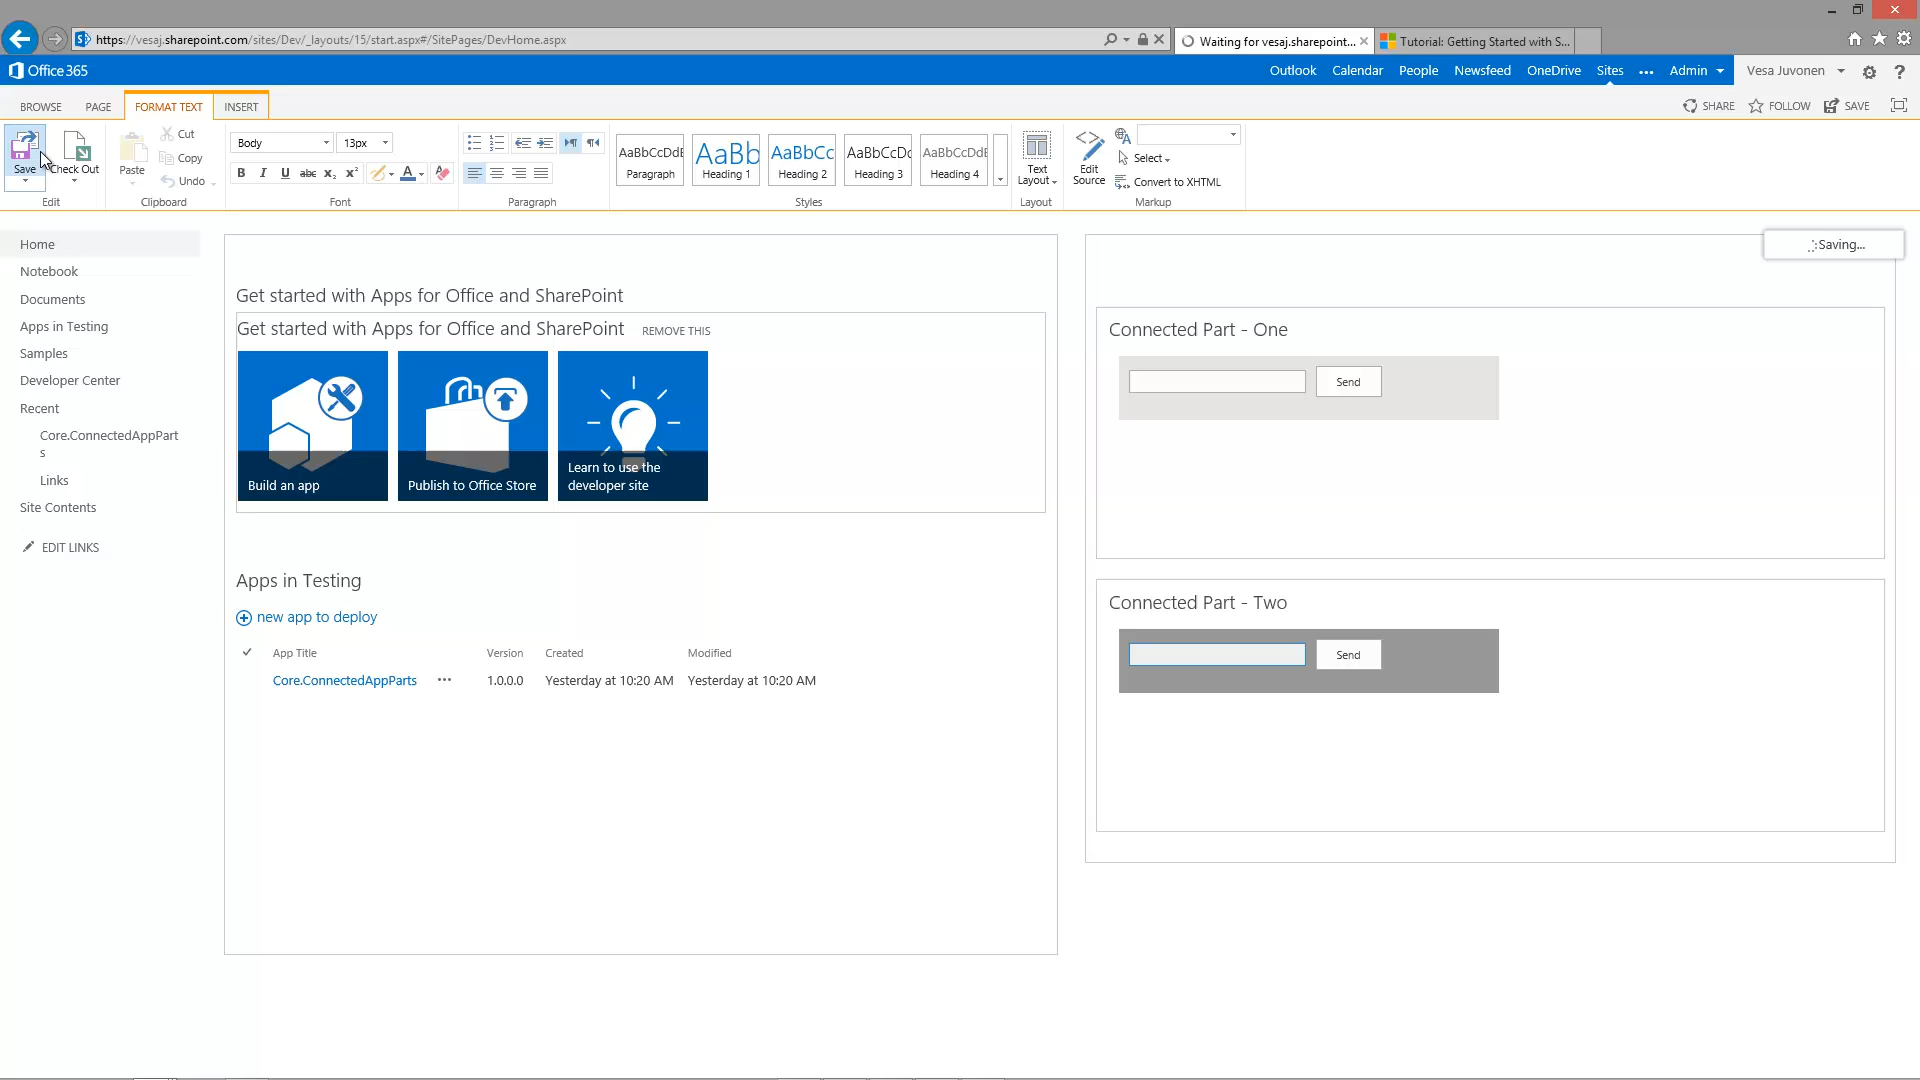 https://vesaj.sharepoint.com/sites/Dev/_layouts/15/start.aspx#/SitePages/DevHome.aspx
Waiting for vesaj.sharepoint...
Tutorial: Getting Started with S...
Office 365
Outlook Calendar People Newsfeed OneDrive Sites ... Admin Vesa Juvonen ?
BROWSE PAGE FORMAT TEXT INSERT
SHARE FOLLOW SAVE
Save
Check Out
Edit
Paste
Cut
Copy
Undo
Clipboard
Body 13px
B I U abc x₂ x² A
Font
Paragraph
AaBbCcDdE
Paragraph
AaBb
Heading 1
AaBbCc
Heading 2
AaBbCcDd
Heading 3
AaBbCcDdE
Heading 4
Styles
Text
Layout
Layout
Edit
Source
Select
Convert to XHTML
Markup
Home
Notebook
Documents
Apps in Testing
Samples
Developer Center
Recent
Core.ConnectedAppPart
s
Links
Site Contents
EDIT LINKS
Saving...
Get started with Apps for Office and SharePoint
Get started with Apps for Office and SharePoint REMOVE THIS
Build an app
Publish to Office Store
Learn to use the
developer site
Apps in Testing
new app to deploy
App Title Version Created Modified
Core.ConnectedAppParts ... 1.0.0.0 Yesterday at 10:20 AM Yesterday at 10:20 AM
Connected Part - One
Send
Connected Part - Two
Send